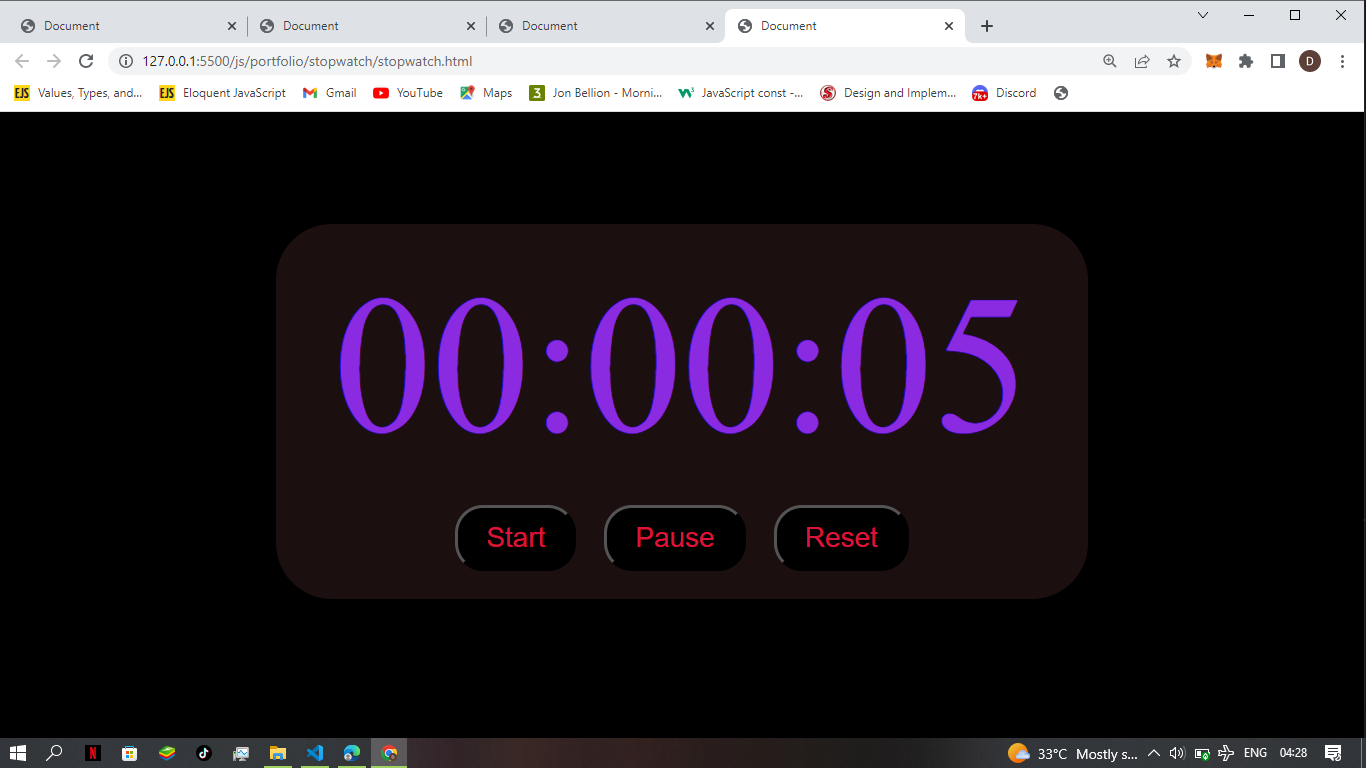 Document Document Document Document
127.0.0.1:5500/js/portfolio/stopwatch/stopwatch.html D
EJS Values, Types, and... EJS Eloquent JavaScript Gmail YouTube Maps 3 Jon Bellion - Morni... W3 JavaScript const -... S Design and Implem... 7k+ Discord
00:00:05
Start Pause Reset
N 33°C Mostly s... ENG 04:28